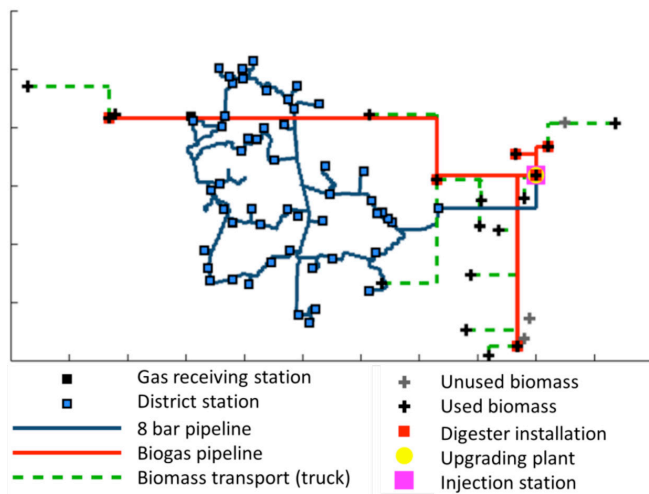 Gas receiving station
District station
8 bar pipeline
Biogas pipeline
Biomass transport (truck)
Unused biomass
Used biomass
Digester installation
Upgrading plant
Injection station